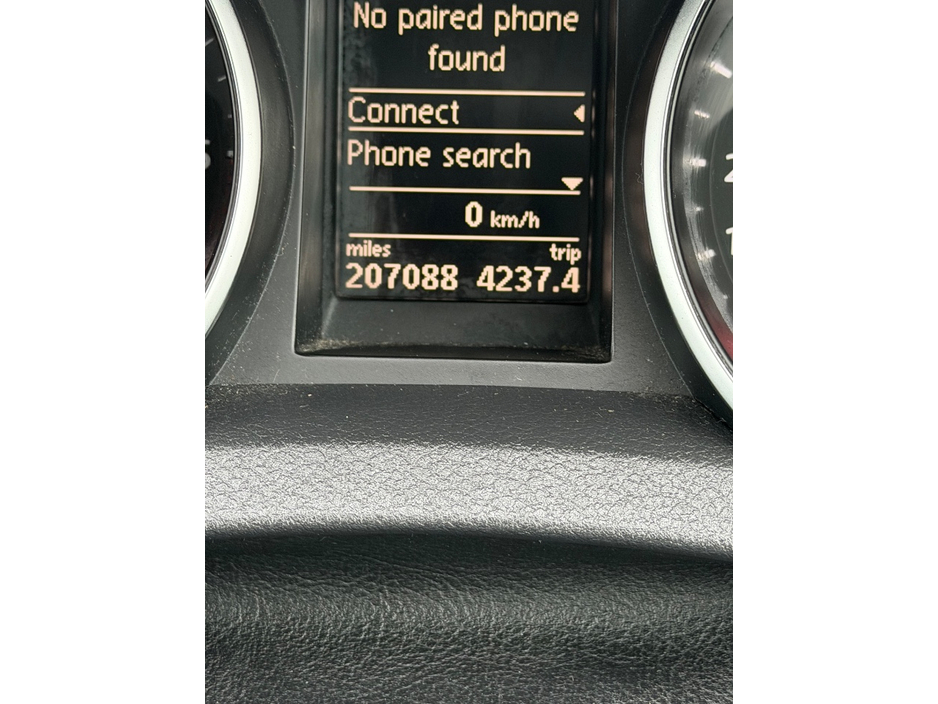 No paired phone
found
Connect
Phone search
0 km/h
miles trip
207088 4237.4